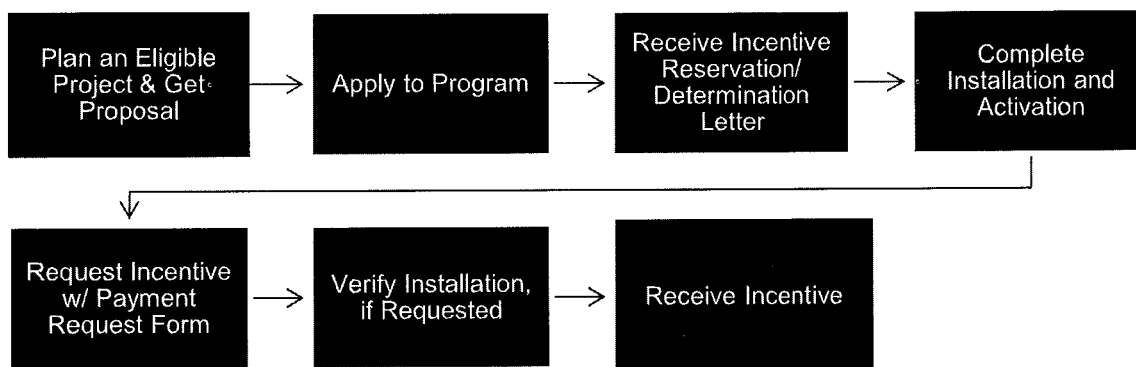 Plan an Eligible
Project & Get
Proposal
Apply to Program
Receive Incentive
Reservation/
Determination
Letter
Complete
Installation and
Activation
Request Incentive
w/ Payment
Request Form
Verify Installation,
if Requested
Receive Incentive